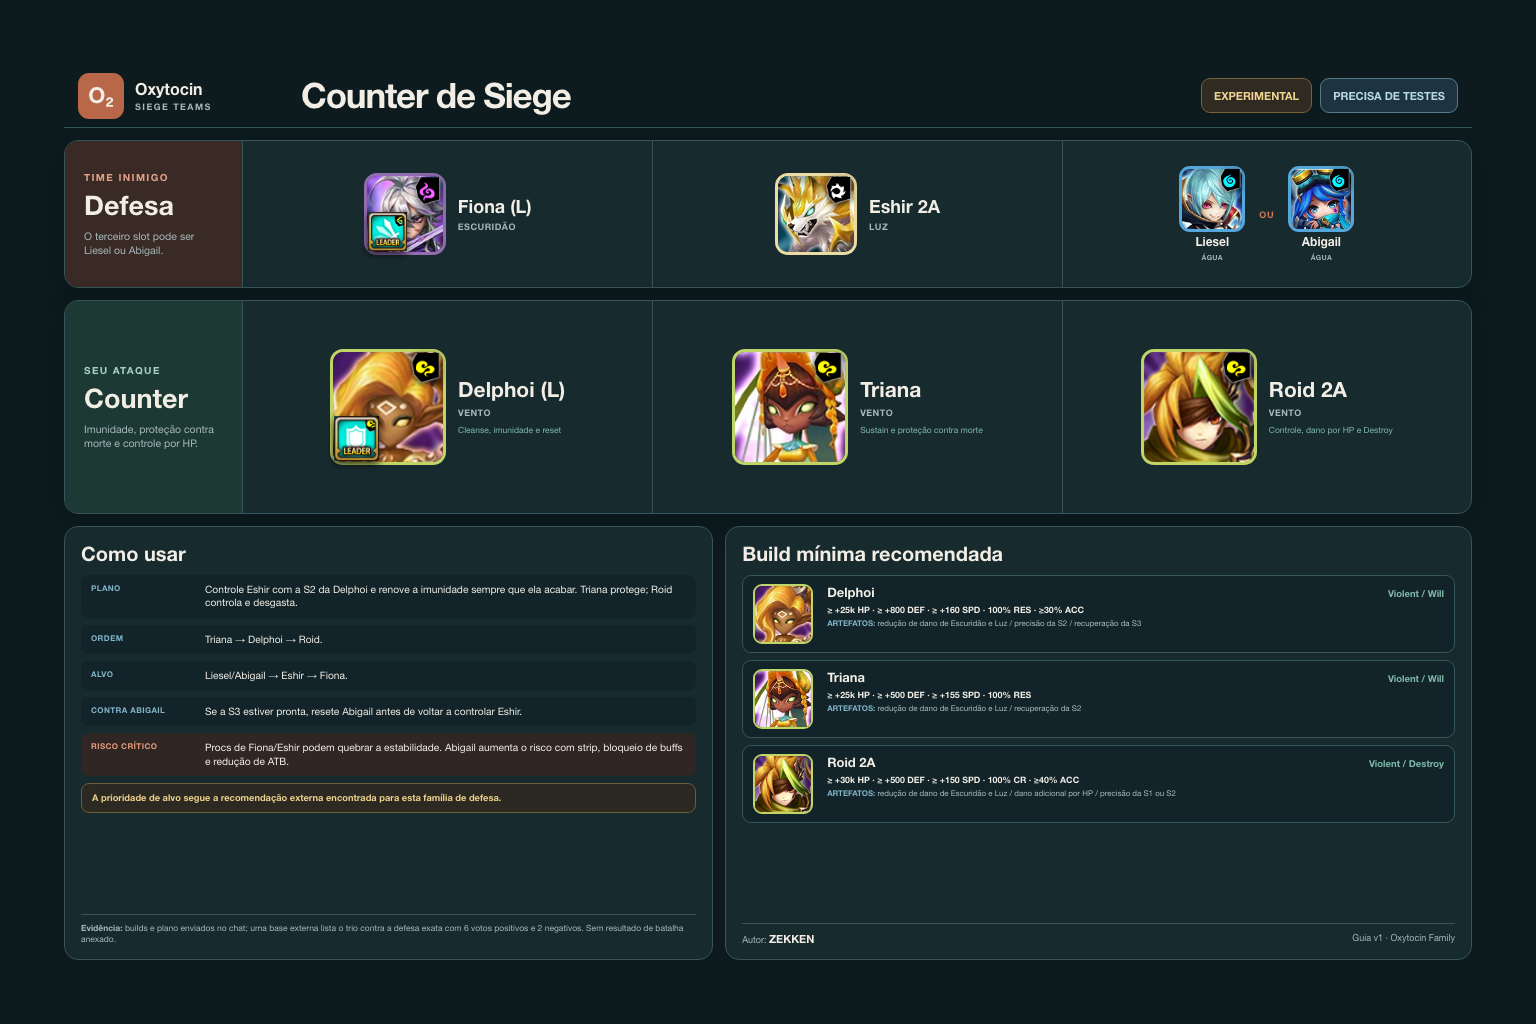 O₂
Oxytocin
SIEGE TEAMS
Counter de Siege
EXPERIMENTAL
PRECISA DE TESTES
TIME INIMIGO
Defesa
O terceiro slot pode ser
Liesel ou Abigail.
LEADER
Fiona (L)
ESCURIDÃO
Eshir 2A
LUZ
Liesel
ÁGUA
OU
Abigail
ÁGUA
SEU ATAQUE
Counter
Imunidade, proteção contra
morte e controle por HP.
LEADER
Delphoi (L)
VENTO
Cleanse, imunidade e reset
Triana
VENTO
Sustain e proteção contra morte
Roid 2A
VENTO
Controle, dano por HP e Destroy
Como usar
PLANO
Controle Eshir com a S2 da Delphoi e renove a imunidade sempre que ela acabar. Triana protege; Roid
controla e desgasta.
ORDEM
Triana → Delphoi → Roid.
ALVO
Liesel/Abigail → Eshir → Fiona.
CONTRA ABIGAIL
Se a S3 estiver pronta, resete Abigail antes de voltar a controlar Eshir.
RISCO CRÍTICO
Procs de Fiona/Eshir podem quebrar a estabilidade. Abigail aumenta o risco com strip, bloqueio de buffs
e redução de ATB.
A prioridade de alvo segue a recomendação externa encontrada para esta família de defesa.
Evidência: builds e plano enviados no chat; uma base externa lista o trio contra a defesa exata com 6 votos positivos e 2 negativos. Sem resultado de batalha
anexado.
Build mínima recomendada
Delphoi
Violent / Will
≥ +25k HP · ≥ +800 DEF · ≥ +160 SPD · 100% RES · ≥30% ACC
ARTEFATOS: redução de dano de Escuridão e Luz / precisão da S2 / recuperação da S3
Triana
Violent / Will
≥ +25k HP · ≥ +500 DEF · ≥ +155 SPD · 100% RES
ARTEFATOS: redução de dano de Escuridão e Luz / recuperação da S2
Roid 2A
Violent / Destroy
≥ +30k HP · ≥ +500 DEF · ≥ +150 SPD · 100% CR · ≥40% ACC
ARTEFATOS: redução de dano de Escuridão e Luz / dano adicional por HP / precisão da S1 ou S2
Autor: ZEKKEN
Guia v1 · Oxytocin Family